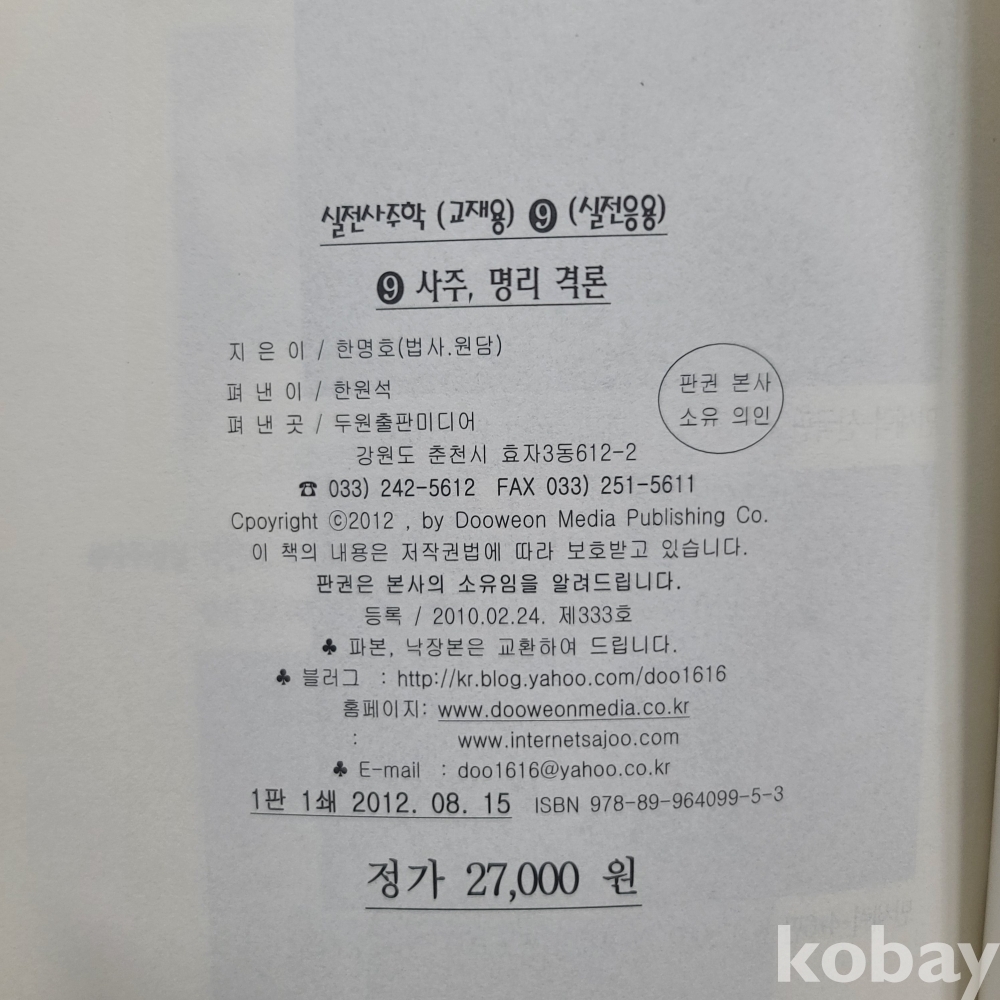 실전사주학 (교재용) ❾ (실전응용)
❾ 사주, 명리 격론
지 은 이 / 한명호(법사.원담)
펴 낸 이 / 한원석
펴 낸 곳 / 두원출판미디어
판권 본사
소유 의인
강원도 춘천시 효자3동612-2
☎ 033) 242-5612 FAX 033) 251-5611
Cpoyright ⓒ2012 , by Dooweon Media Publishing Co.
이 책의 내용은 저작권법에 따라 보호받고 있습니다.
판권은 본사의 소유임을 알려드립니다.
등록 / 2010.02.24. 제333호
♣ 파본, 낙장본은 교환하여 드립니다.
♣ 블러그 : http://kr.blog.yahoo.com/doo1616
홈페이지: www.dooweonmedia.co.kr
: www.internetsajoo.com
♣ E-mail : doo1616@yahoo.co.kr
1판 1쇄 2012. 08. 15 ISBN 978-89-964099-5-3
정가 27,000 원
kobay